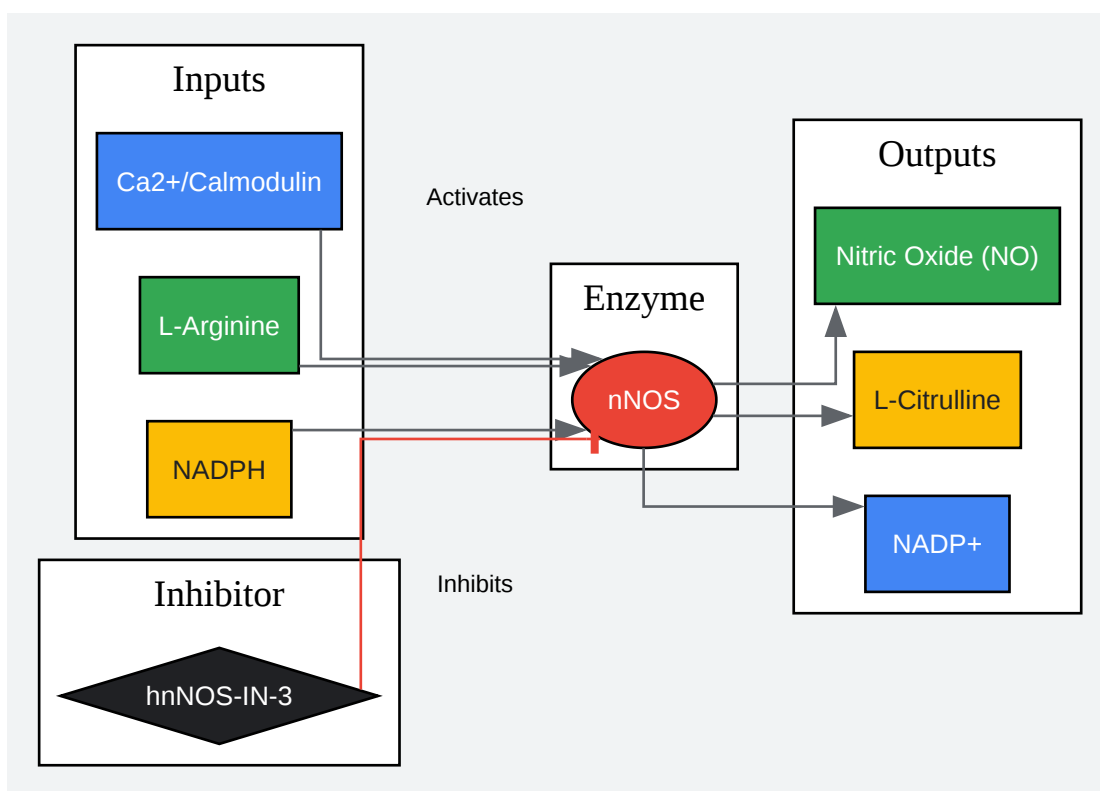 Inputs
Ca2+/Calmodulin
L-Arginine
NADPH
Inhibitor
hnNOS-IN-3
Activates
Inhibits
Enzyme
nNOS
Outputs
Nitric Oxide (NO)
L-Citrulline
NADP+